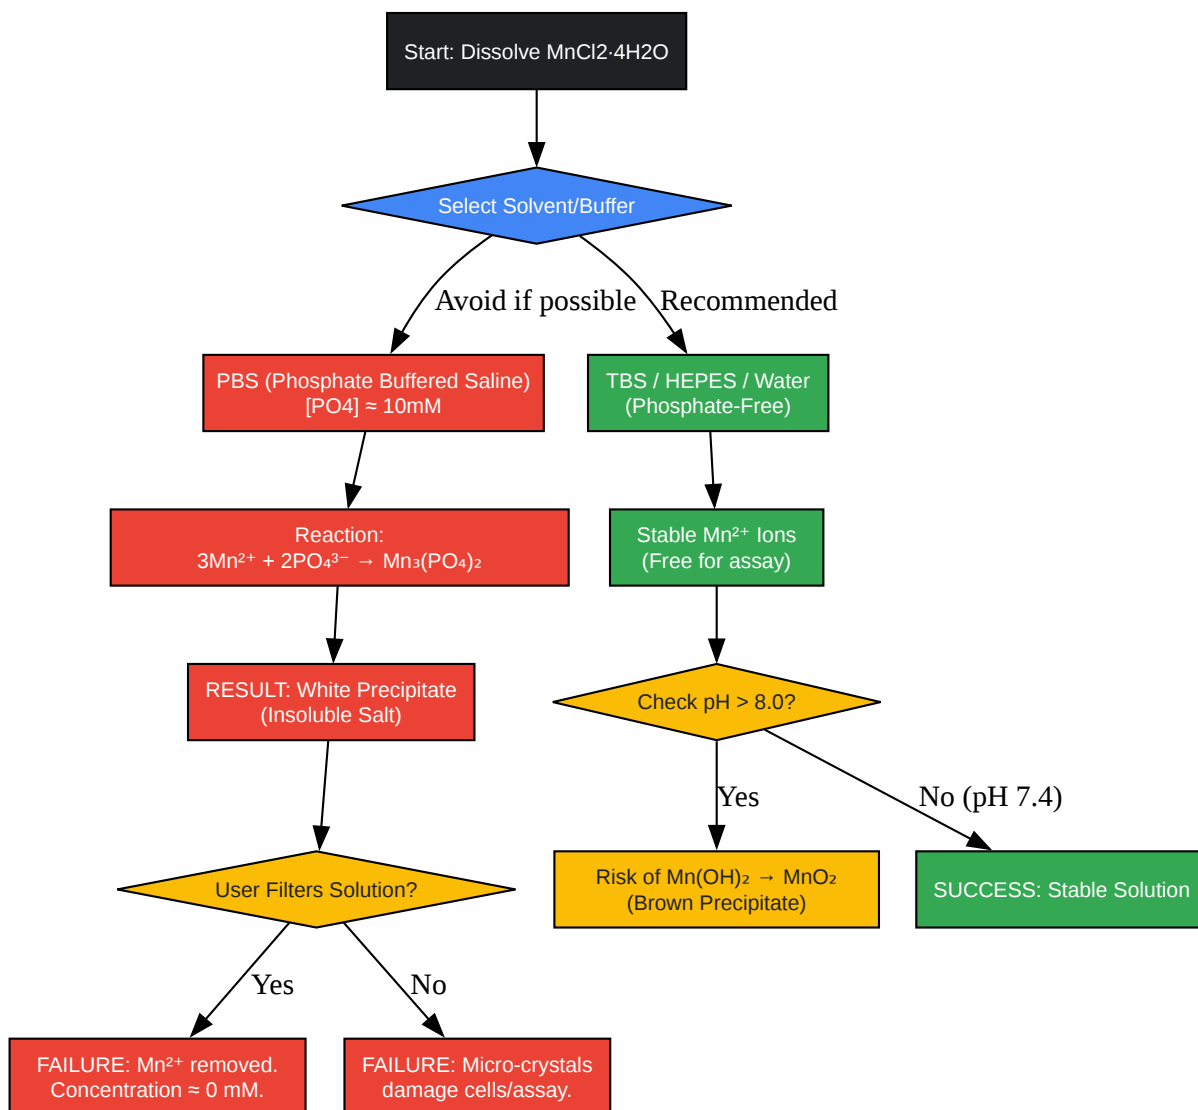 Start: Dissolve MnCl2·4H2O
Select Solvent/Buffer
Avoid if possible
Recommended
PBS (Phosphate Buffered Saline)
[PO4] ≈ 10mM
TBS / HEPES / Water
(Phosphate-Free)
Reaction:
3Mn²⁺ + 2PO₄³⁻ → Mn₃(PO₄)₂
Stable Mn²⁺ Ions
(Free for assay)
RESULT: White Precipitate
(Insoluble Salt)
Check pH > 8.0?
Yes
No (pH 7.4)
User Filters Solution?
Risk of Mn(OH)₂ → MnO₂
(Brown Precipitate)
SUCCESS: Stable Solution
Yes
No
FAILURE: Mn²⁺ removed.
Concentration ≈ 0 mM.
FAILURE: Micro-crystals
damage cells/assay.